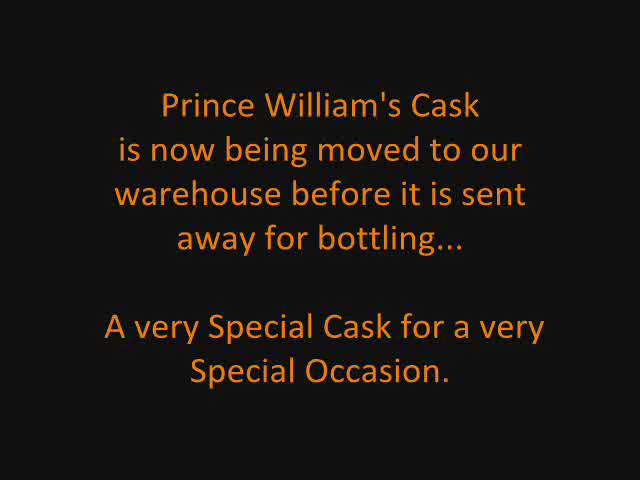 Prince William's Cask
is now being moved to our
warehouse before it is sent
away for bottling...
A very Special Cask for a very
Special Occasion.